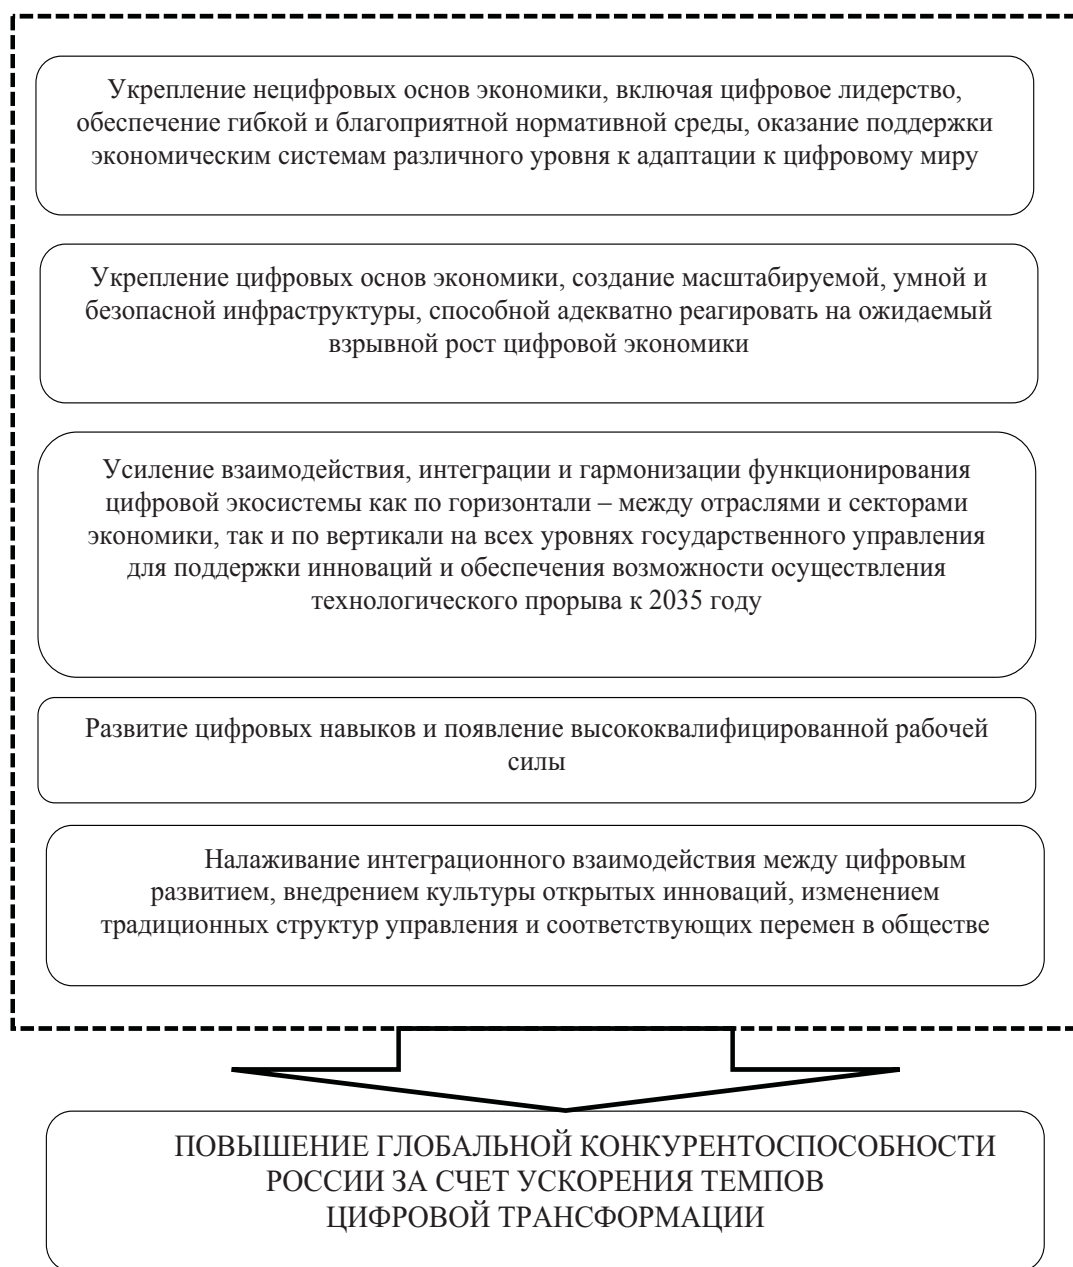 Укрепление нецифровых основ экономики, включая цифровое лидерство,
обеспечение гибкой и благоприятной нормативной среды, оказание поддержки
экономическим системам различного уровня к адаптации к цифровому миру
Укрепление цифровых основ экономики, создание масштабируемой, умной и
безопасной инфраструктуры, способной адекватно реагировать на ожидаемый
взрывной рост цифровой экономики
Усиление взаимодействия, интеграции и гармонизации функционирования
цифровой экосистемы как по горизонтали – между отраслями и секторами
экономики, так и по вертикали на всех уровнях государственного управления
для поддержки инноваций и обеспечения возможности осуществления
технологического прорыва к 2035 году
Развитие цифровых навыков и появление высококвалифицированной рабочей
силы
Налаживание интеграционного взаимодействия между цифровым
развитием, внедрением культуры открытых инноваций, изменением
традиционных структур управления и соответствующих перемен в обществе
ПОВЫШЕНИЕ ГЛОБАЛЬНОЙ КОНКУРЕНТОСПОСОБНОСТИ
РОССИИ ЗА СЧЕТ УСКОРЕНИЯ ТЕМПОВ
ЦИФРОВОЙ ТРАНСФОРМАЦИИ